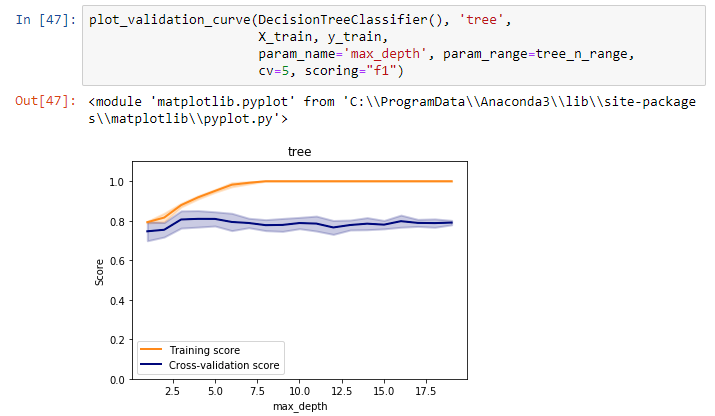 In [47]: plot_validation_curve(DecisionTreeClassifier(), 'tree',
X_train, y_train,
param_name='max_depth', param_range=tree_n_range,
cv=5, scoring="f1")
Out[47]: <module 'matplotlib.pyplot' from 'C:\\ProgramData\\Anaconda3\\lib\\site-package
s\\matplotlib\\pyplot.py'>
tree
1.0
0.8
0.6
0.4
0.2
0.0
Score
Training score
Cross-validation score
2.5 5.0 7.5 10.0 12.5 15.0 17.5
max_depth